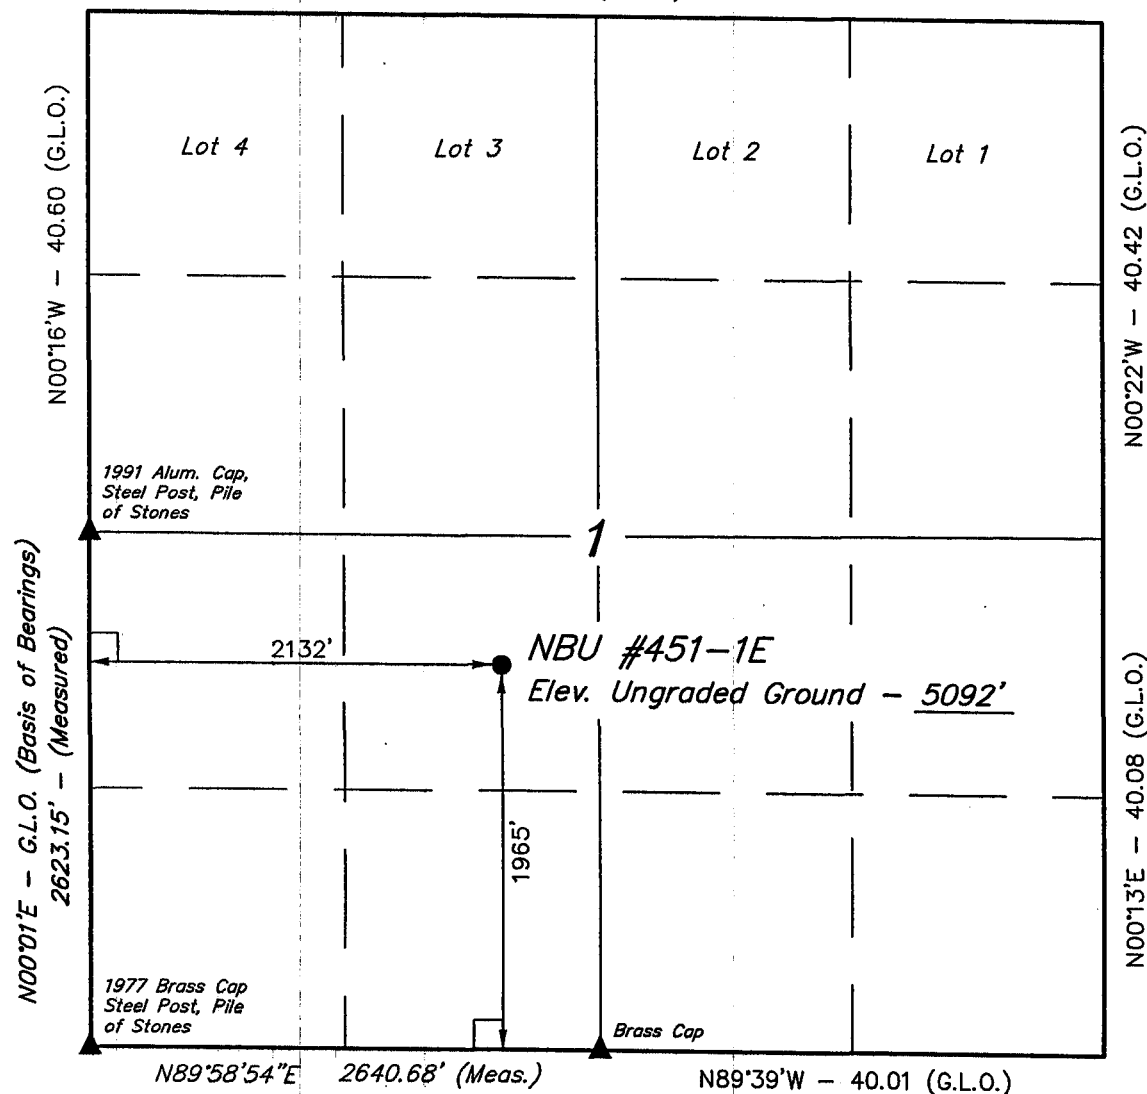 Lot 4
Lot 3
Lot 2
Lot 1
N00°16'W – 40.60 (G.L.O.)
N00°22'W – 40.42 (G.L.O.)
1991 Alum. Cap,
Steel Post, Pile
of Stones
1
N00°01'E – G.L.O. (Basis of Bearings)
2623.15' – (Measured)
2132'
NBU #451–1E
Elev. Ungraded Ground – 5092'
1965'
N00°13'E – 40.08 (G.L.O.)
1977 Brass Cap
Steel Post, Pile
of Stones
Brass Cap
N89°58'54"E 2640.68' (Meas.)
N89°39'W – 40.01 (G.L.O.)